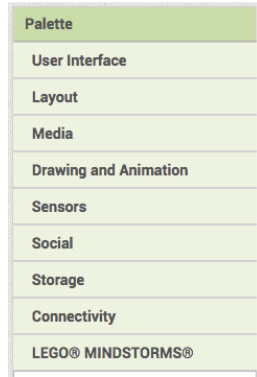 Palette
User Interface
Layout
Media
Drawing and Animation
Sensors
Social
Storage
Connectivity
LEGO® MINDSTORMS®